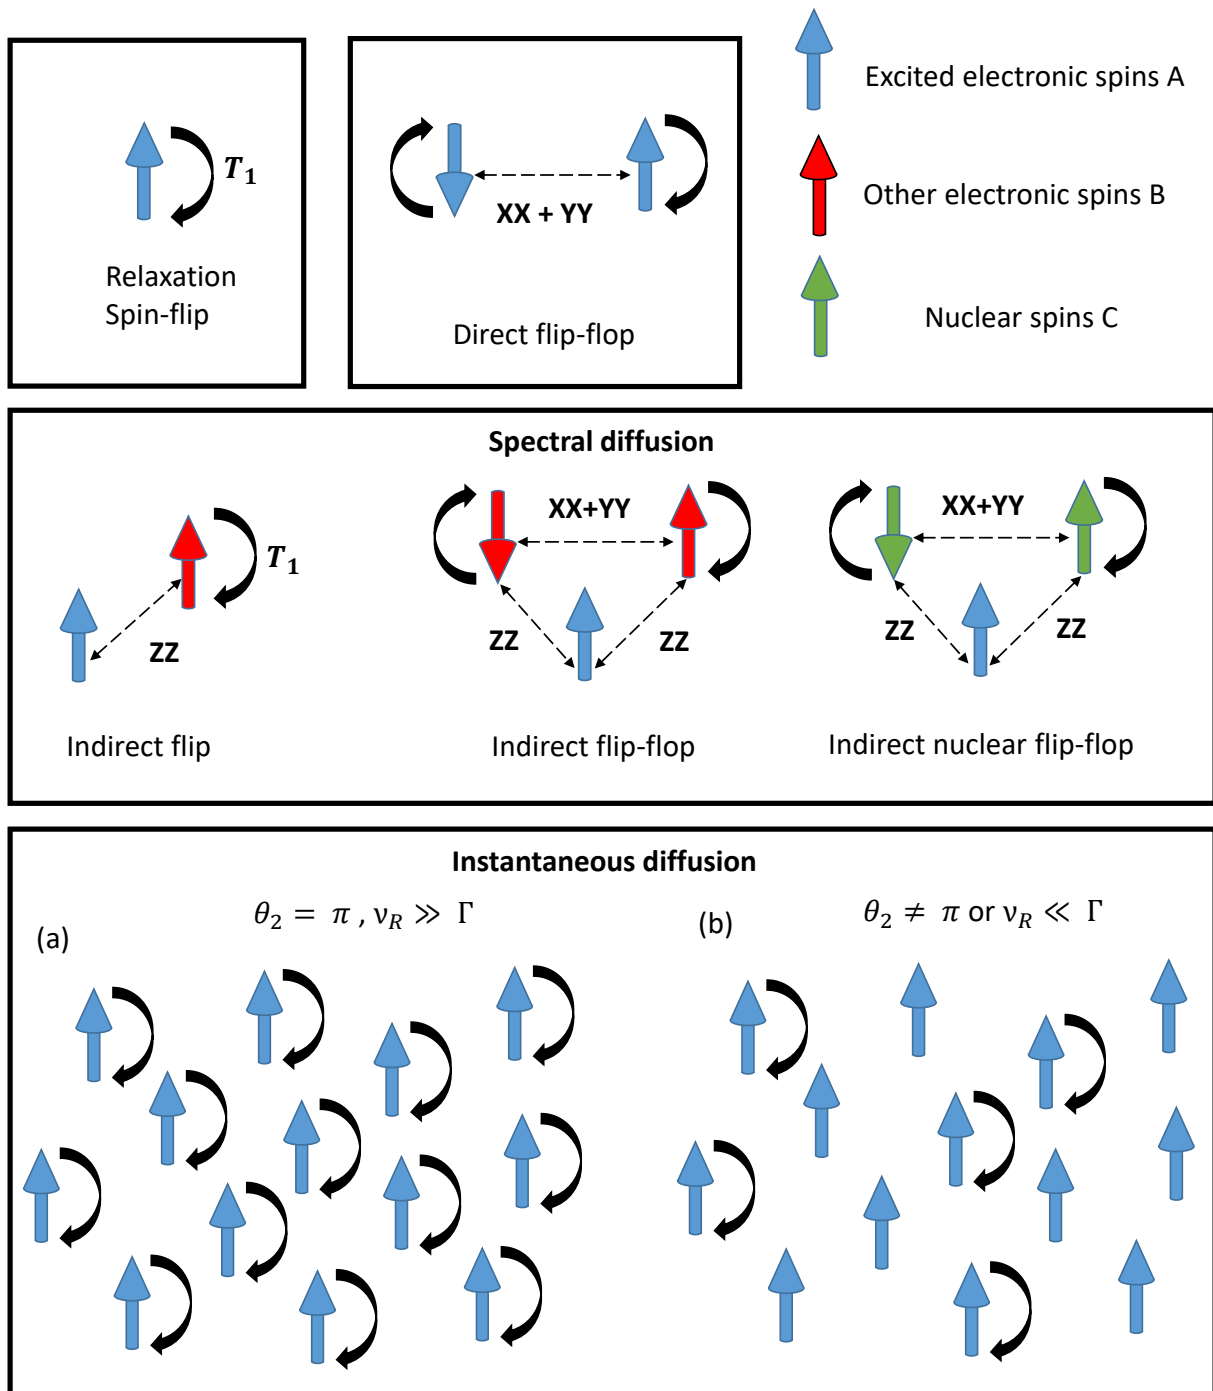 T₁
Relaxation
Spin-flip
XX + YY
Direct flip-flop
Excited electronic spins A
Other electronic spins B
Nuclear spins C
Spectral diffusion
T₁
ZZ
Indirect flip
XX+YY
ZZ
ZZ
Indirect flip-flop
XX+YY
ZZ
ZZ
Indirect nuclear flip-flop
Instantaneous diffusion
(a)
θ₂ = π , ν_R ≫ Γ
(b)
θ₂ ≠ π or ν_R ≪ Γ